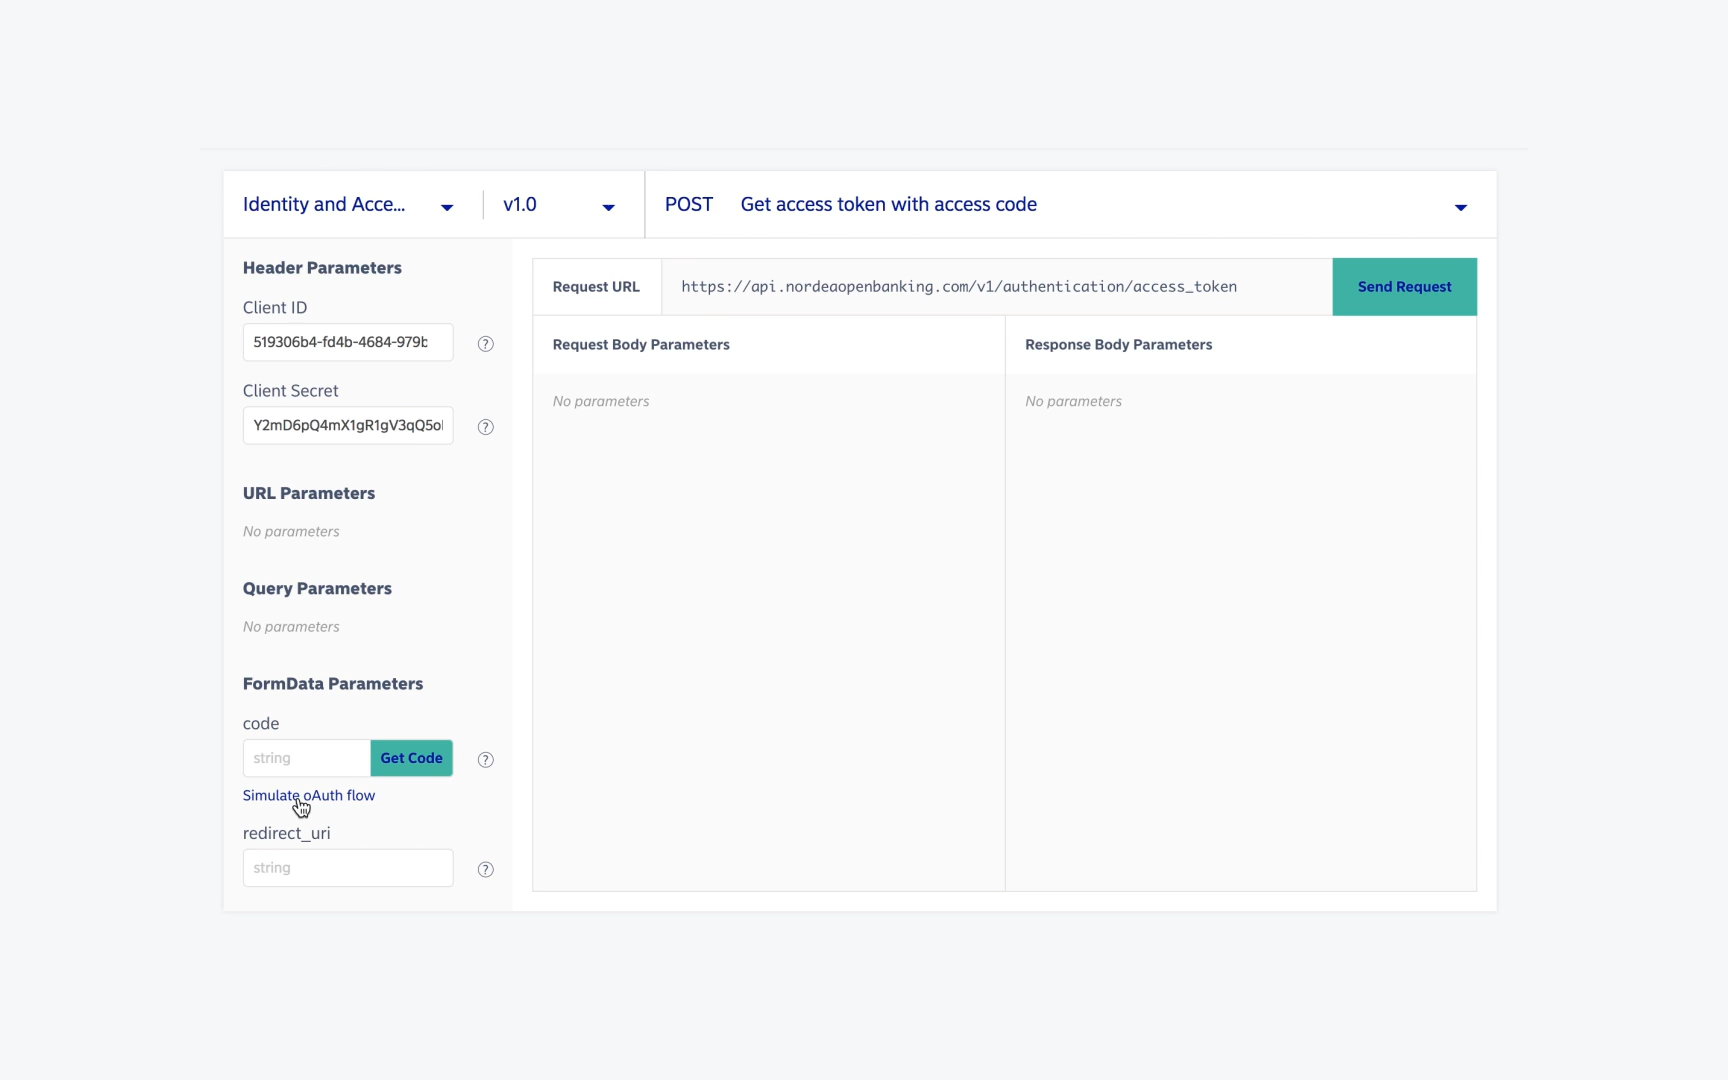 Identity and Acce...
v1.0
POST Get access token with access code
Header Parameters
Client ID
519306b4-fd4b-4684-979b
?
Client Secret
Y2mD6pQ4mX1gR1gV3qQ5o
?
URL Parameters
No parameters
Query Parameters
No parameters
FormData Parameters
code
string
Get Code
?
Simulate oAuth flow
redirect_uri
string
?
Request URL
https://api.nordeaopenbanking.com/v1/authentication/access_token
Send Request
Request Body Parameters
No parameters
Response Body Parameters
No parameters